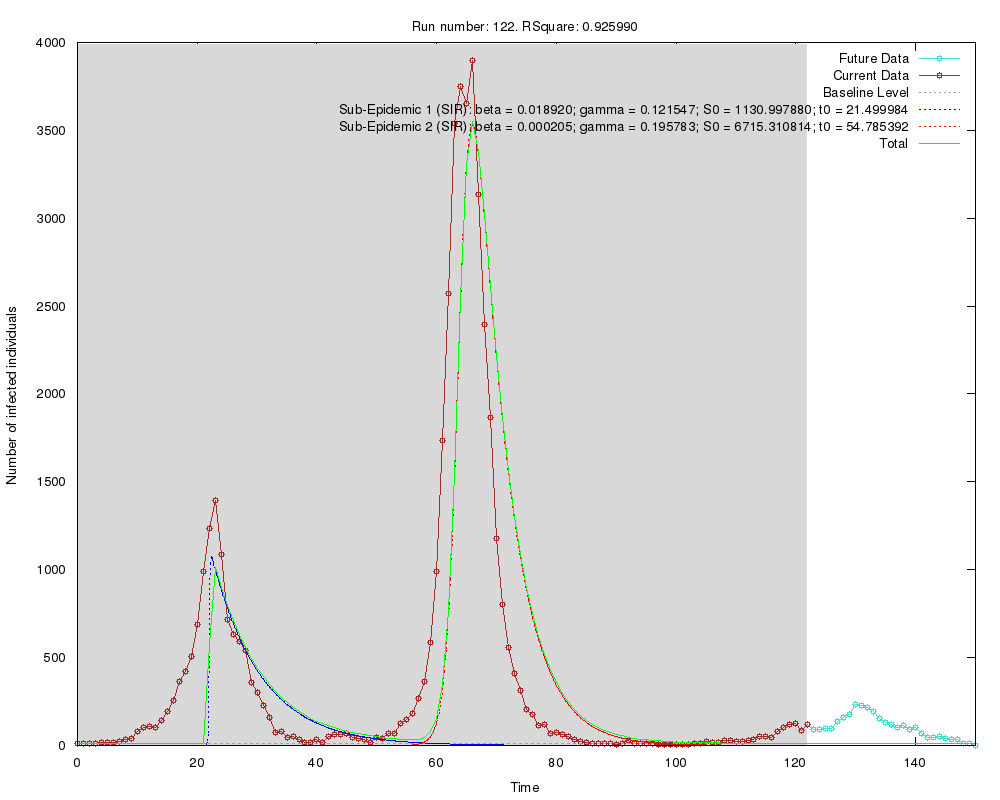 Run number: 122. RSquare: 0.925990
Future Data
Current Data
Baseline Level
Sub-Epidemic 1 (SIR): beta = 0.018920; gamma = 0.121547; S0 = 1130.997880; t0 = 21.499984
Sub-Epidemic 2 (SIR): beta = 0.000205; gamma = 0.195783; S0 = 6715.310814; t0 = 54.785392
Total
4000
3500
3000
2500
2000
1500
1000
500
0
Number of infected individuals
0 20 40 60 80 100 120 140
Time